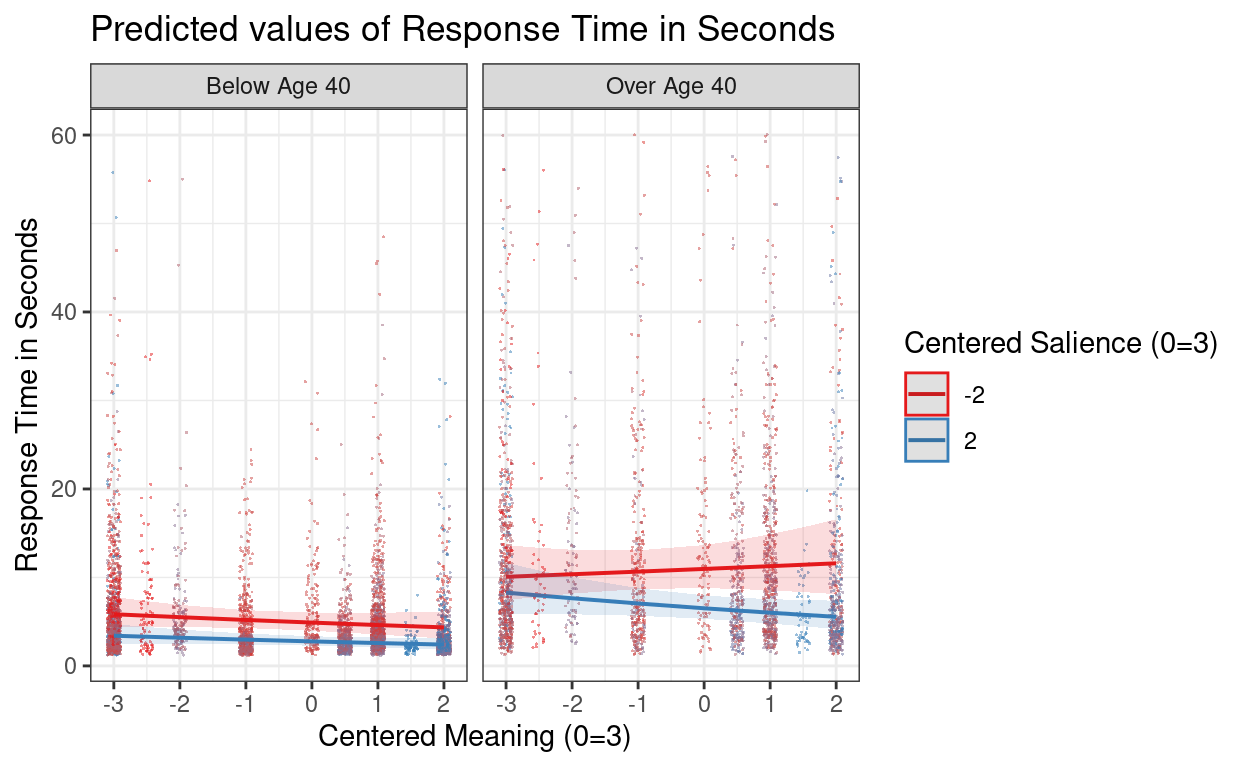 Predicted values of Response Time in Seconds
Below Age 40
Over Age 40
60
40
20
0
Response Time in Seconds
-3 -2 -1 0 1 2
-3 -2 -1 0 1 2
Centered Meaning (0=3)
Centered Salience (0=3)
-2
2